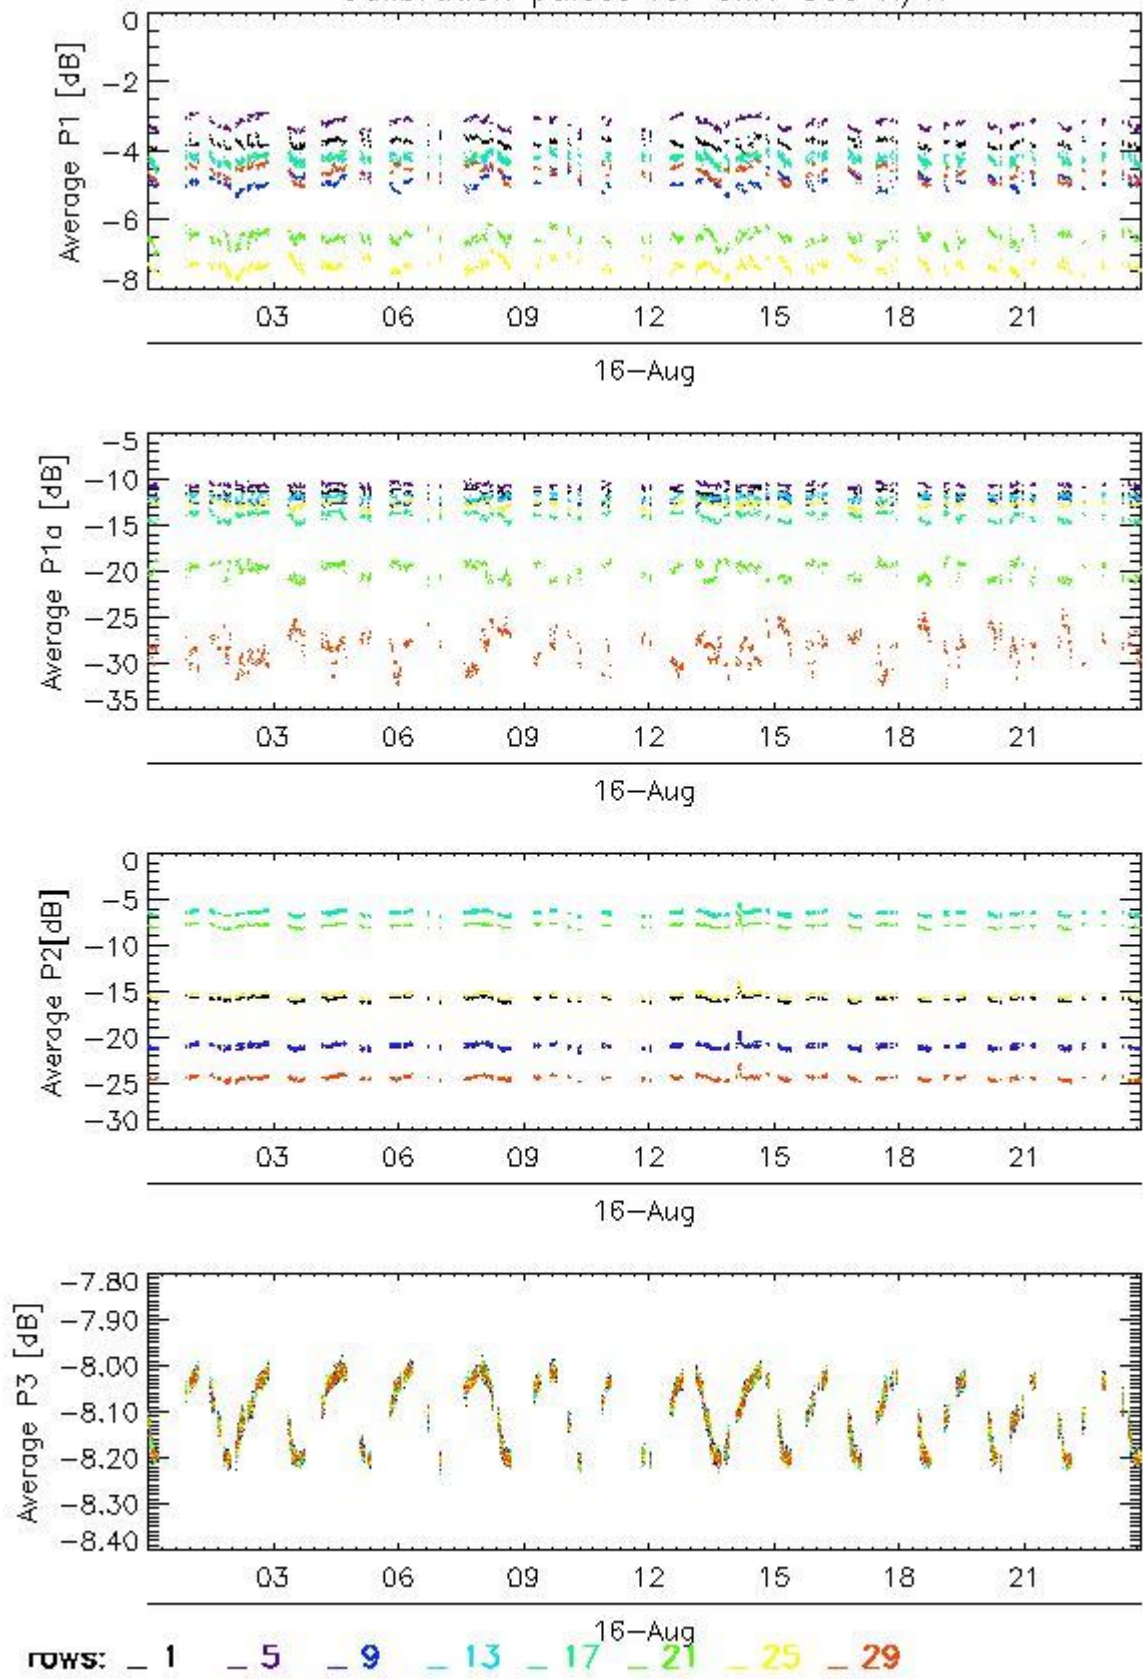 Average P1 [dB]
0
-2
-4
-6
-8
03 06 09 12 15 18 21
16-Aug
Average P1a [dB]
-5
-10
-15
-20
-25
-30
-35
03 06 09 12 15 18 21
16-Aug
Average P2[dB]
0
-5
-10
-15
-20
-25
-30
03 06 09 12 15 18 21
16-Aug
Average P3 [dB]
-7.80
-7.90
-8.00
-8.10
-8.20
-8.30
-8.40
03 06 09 12 15 18 21
16-Aug
rows: _ 1 _ 5 _ 9 _ 13 _ 17 _ 21 _ 25 _ 29